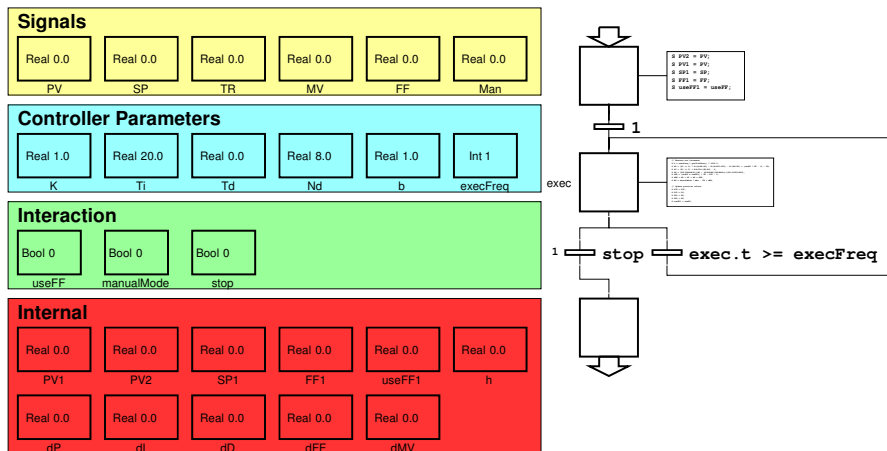 Signals
Real 0.0 Real 0.0 Real 0.0 Real 0.0 Real 0.0 Real 0.0
PV SP TR MV FF Man
Controller Parameters
Real 1.0 Real 20.0 Real 0.0 Real 8.0 Real 1.0 Int 1
K Ti Td Nd b execFreq
Interaction
Bool 0 Bool 0 Bool 0
useFF manualMode stop
Internal
Real 0.0 Real 0.0 Real 0.0 Real 0.0 Real 0.0 Real 0.0
PV1 PV2 SP1 FF1 useFF1 h
Real 0.0 Real 0.0 Real 0.0 Real 0.0 Real 0.0
dP dI dD dFF dMV
S PV2 = PV;
S PV1 = PV;
S SP1 = SP;
S FF1 = FF;
S useFF1 = useFF;
1
exec
1 stop exec.t >= execFreq